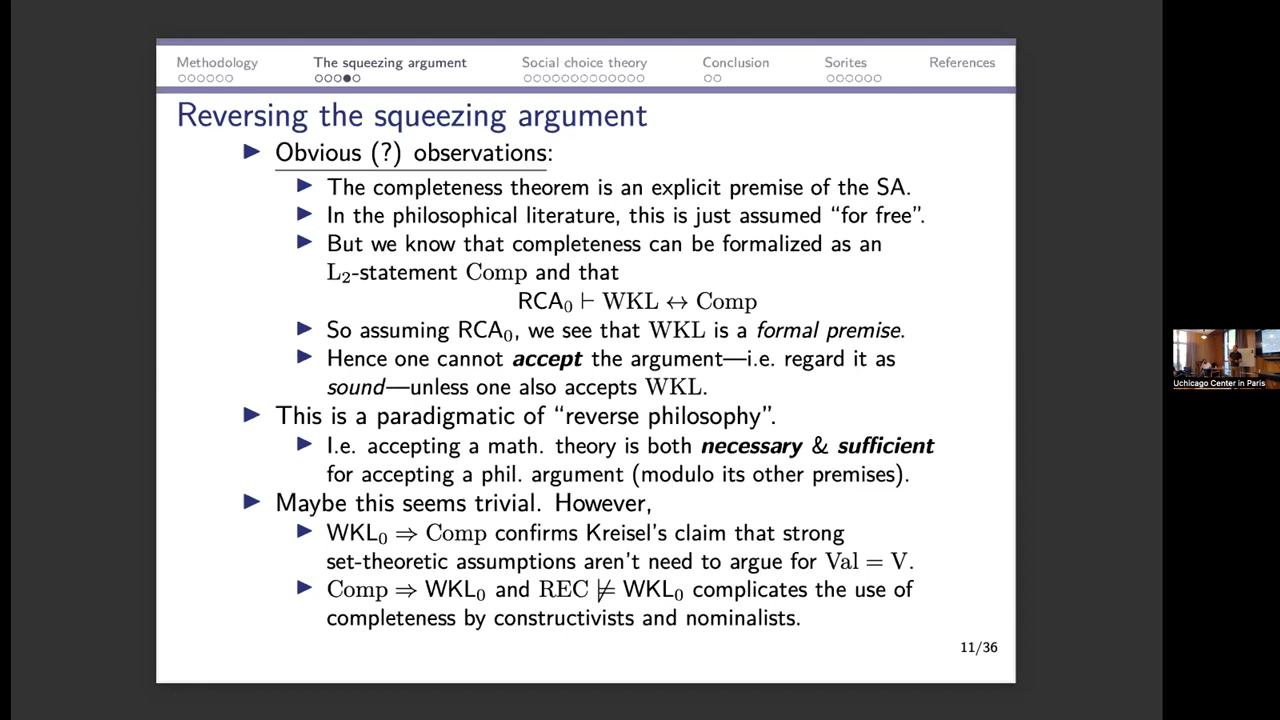 Methodology The squeezing argument Social choice theory Conclusion Sorites References
Reversing the squeezing argument
Obvious (?) observations:
The completeness theorem is an explicit premise of the SA.
In the philosophical literature, this is just assumed “for free”.
But we know that completeness can be formalized as an
L₂-statement Comp and that
RCA₀ ⊢ WKL ↔ Comp
So assuming RCA₀, we see that WKL is a formal premise.
Hence one cannot accept the argument—i.e. regard it as
sound—unless one also accepts WKL.
This is a paradigmatic of “reverse philosophy”.
I.e. accepting a math. theory is both necessary & sufficient
for accepting a phil. argument (modulo its other premises).
Maybe this seems trivial. However,
WKL₀ ⇒ Comp confirms Kreisel's claim that strong
set-theoretic assumptions aren't need to argue for Val = V.
Comp ⇒ WKL₀ and REC ⊭ WKL₀ complicates the use of
completeness by constructivists and nominalists.
11/36
Uchicago Center in Paris